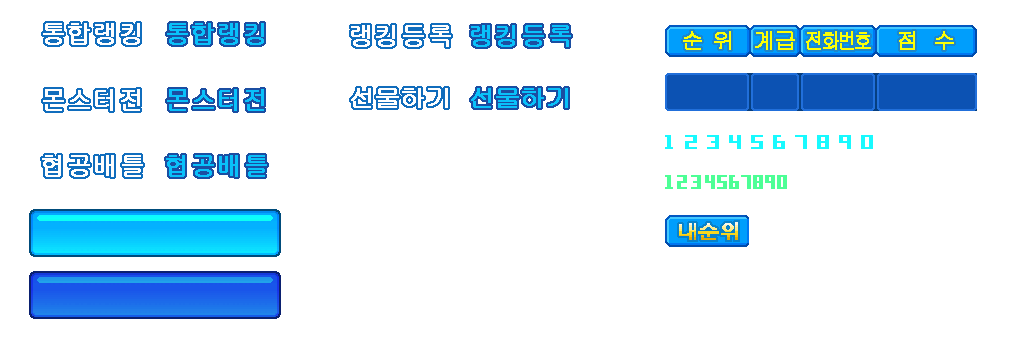 통합랭킹 통합랭킹
몬스터전 몬스터전
협공배틀 협공배틀
랭킹등록 랭킹등록
선물하기 선물하기
순 위 계급 전화번호 점 수
1 2 3 4 5 6 7 8 9 0
1234567890
내순위